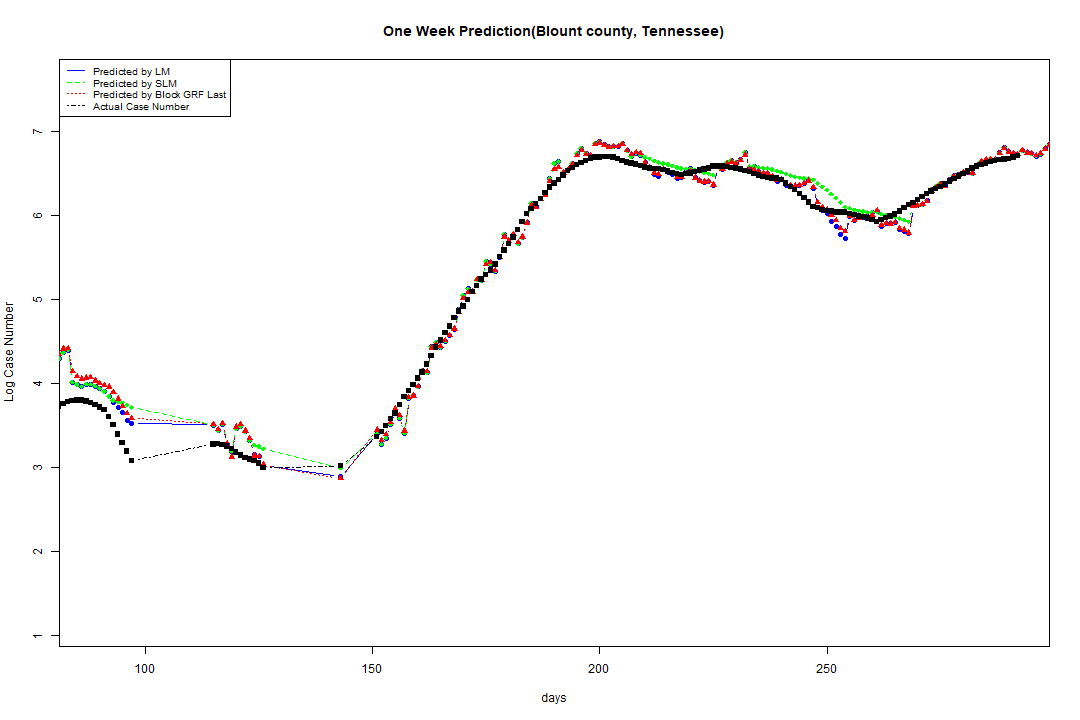 One Week Prediction(Blount county, Tennessee)
Predicted by LM
Predicted by SLM
Predicted by Block GRF Last
Actual Case Number
7
6
5
4
3
2
1
Log Case Number
100 150 200 250
days